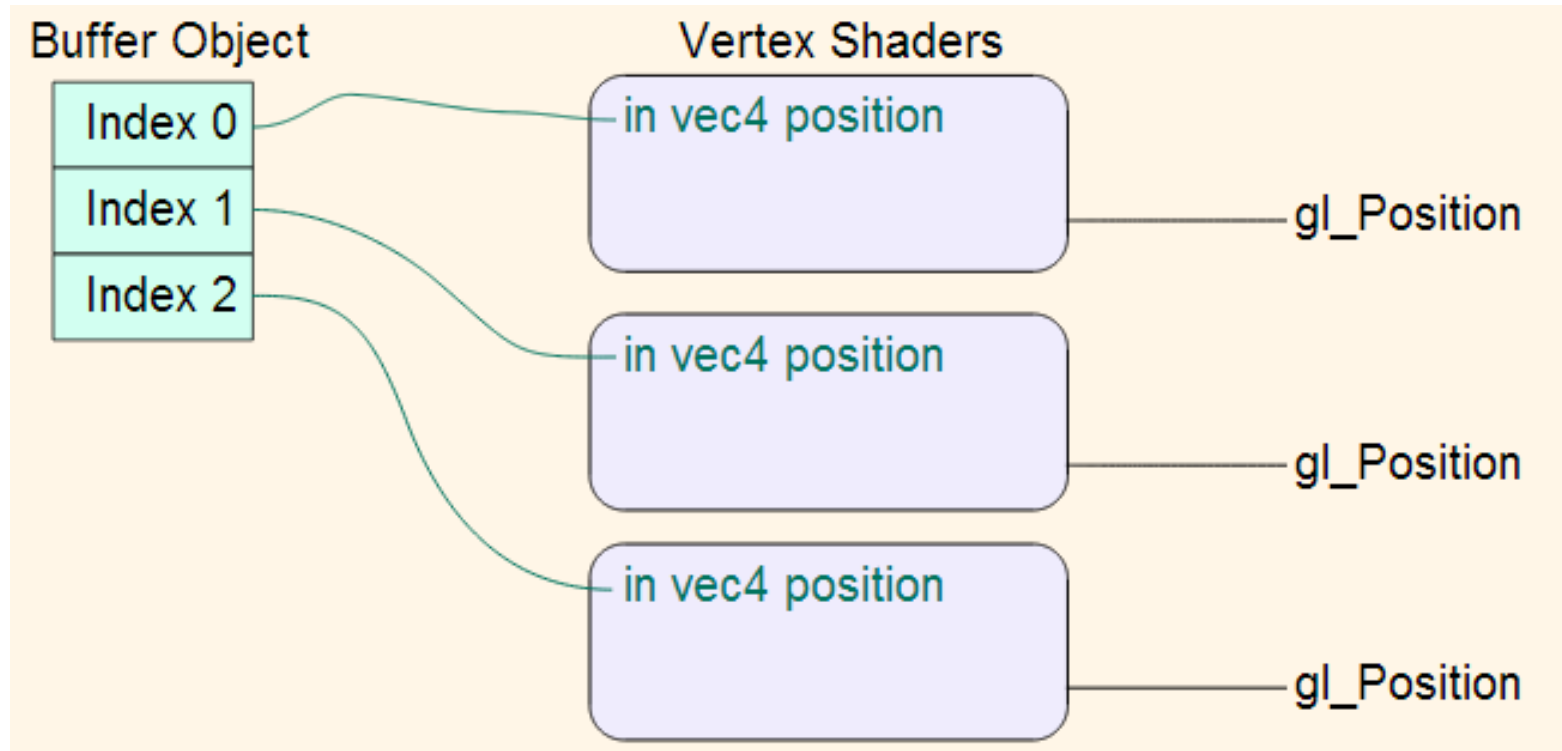 Buffer Object
Vertex Shaders
Index 0
Index 1
Index 2
in vec4 position
gl_Position
in vec4 position
gl_Position
in vec4 position
gl_Position